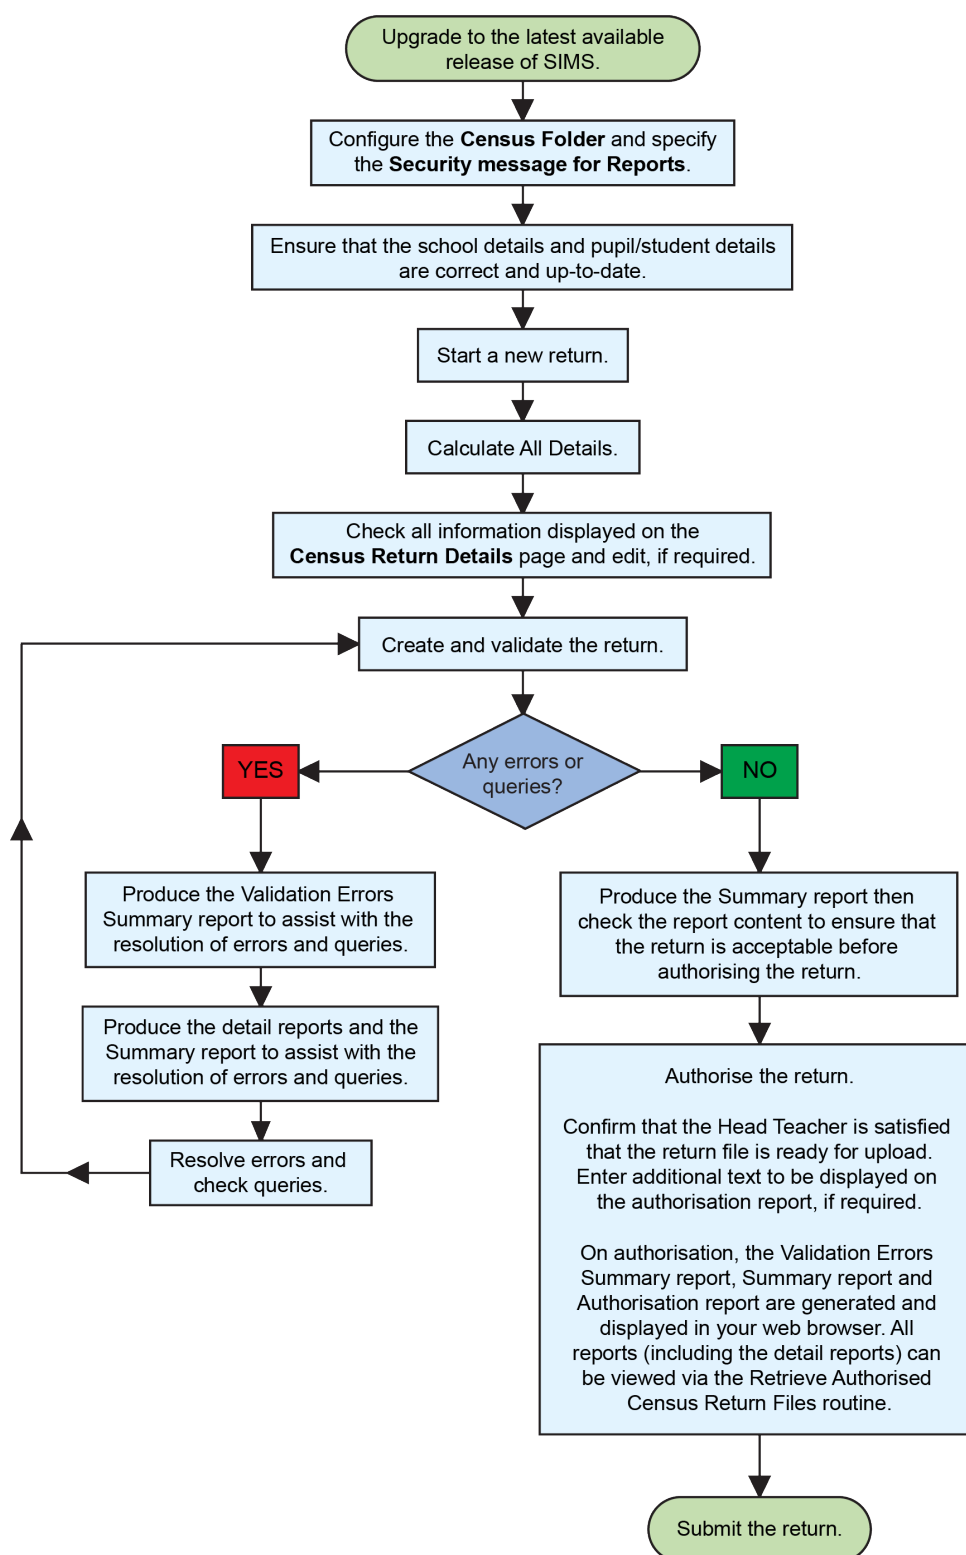 Upgrade to the latest available
release of SIMS.
Configure the Census Folder and specify
the Security message for Reports.
Ensure that the school details and pupil/student details
are correct and up-to-date.
Start a new return.
Calculate All Details.
Check all information displayed on the
Census Return Details page and edit, if required.
Create and validate the return.
Any errors or
queries?
YES
NO
Produce the Validation Errors
Summary report to assist with the
resolution of errors and queries.
Produce the detail reports and the
Summary report to assist with the
resolution of errors and queries.
Resolve errors and
check queries.
Produce the Summary report then
check the report content to ensure that
the return is acceptable before
authorising the return.
Authorise the return.
Confirm that the Head Teacher is satisfied
that the return file is ready for upload.
Enter additional text to be displayed on
the authorisation report, if required.
On authorisation, the Validation Errors
Summary report, Summary report and
Authorisation report are generated and
displayed in your web browser. All
reports (including the detail reports) can
be viewed via the Retrieve Authorised
Census Return Files routine.
Submit the return.